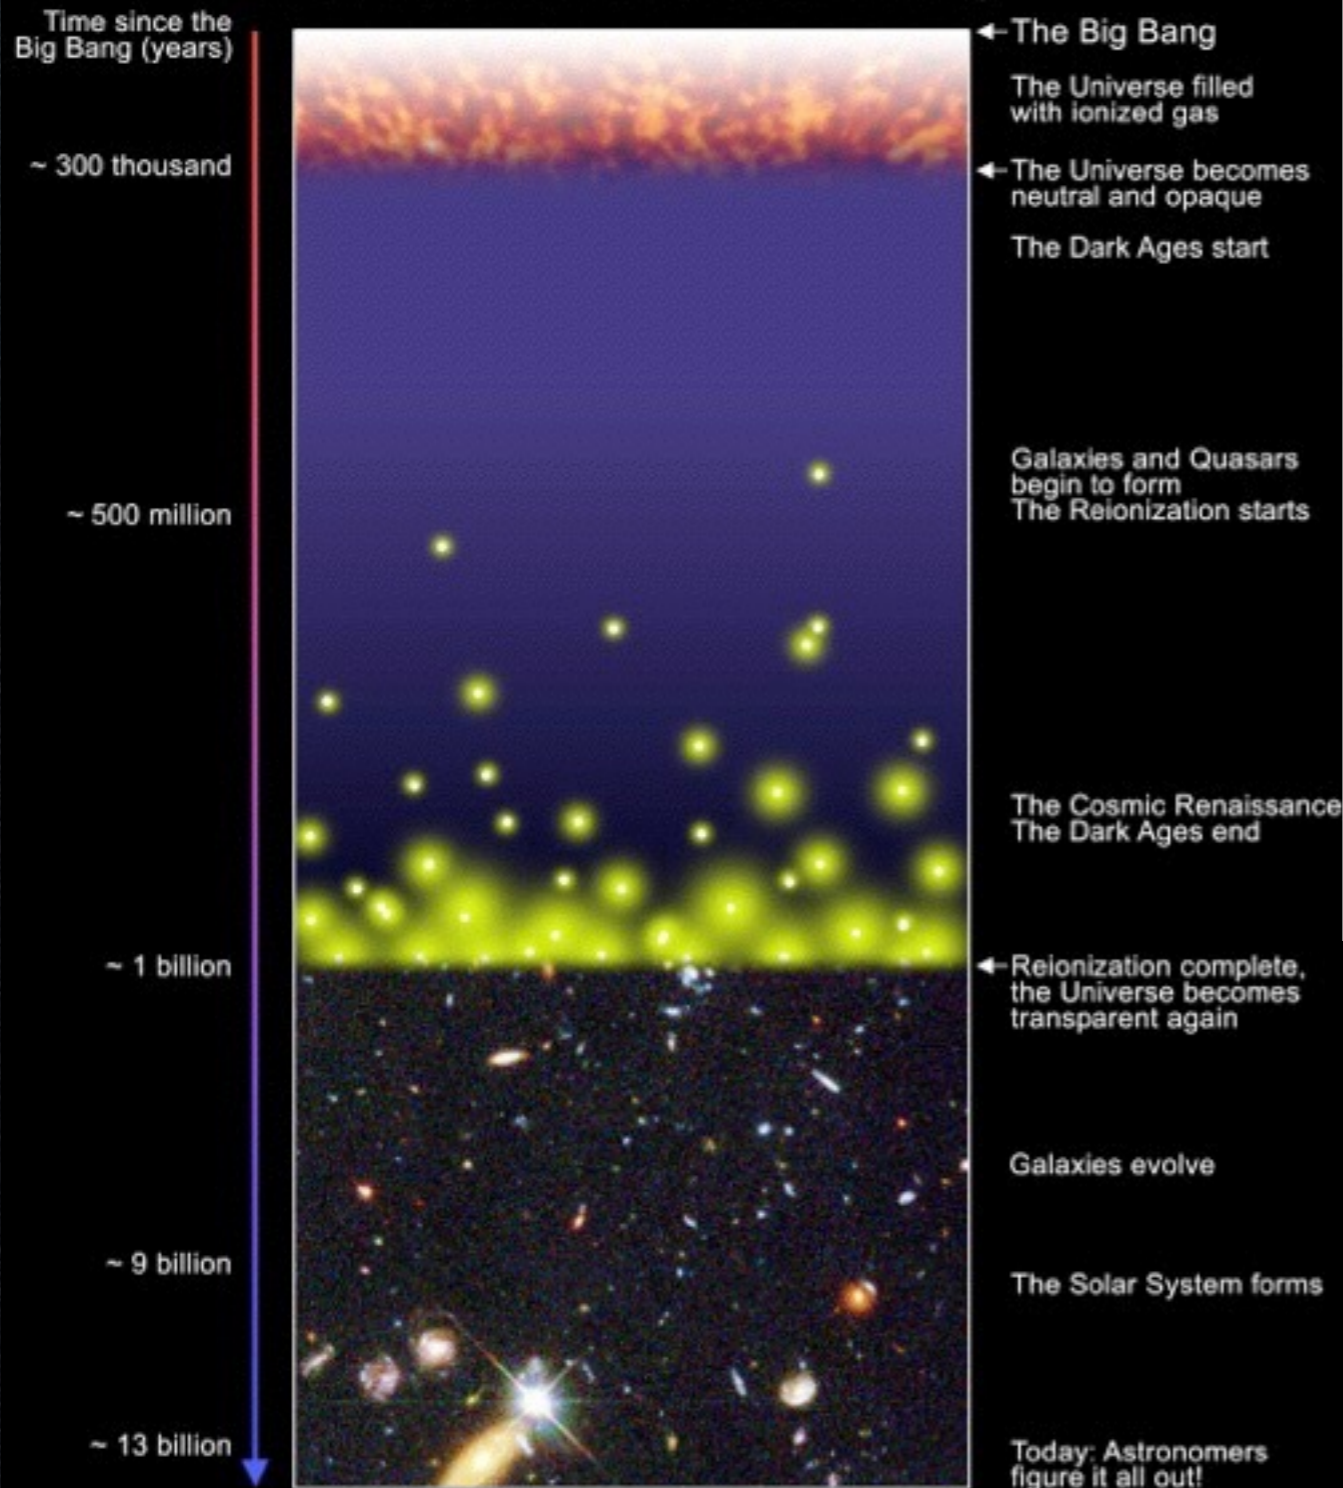 Time since the
Big Bang (years)
The Big Bang
The Universe filled
with ionized gas
~ 300 thousand
The Universe becomes
neutral and opaque
The Dark Ages start
Galaxies and Quasars
begin to form
The Reionization starts
~ 500 million
The Cosmic Renaissance
The Dark Ages end
~ 1 billion
Reionization complete,
the Universe becomes
transparent again
Galaxies evolve
~ 9 billion
The Solar System forms
~ 13 billion
Today: Astronomers
figure it all out!